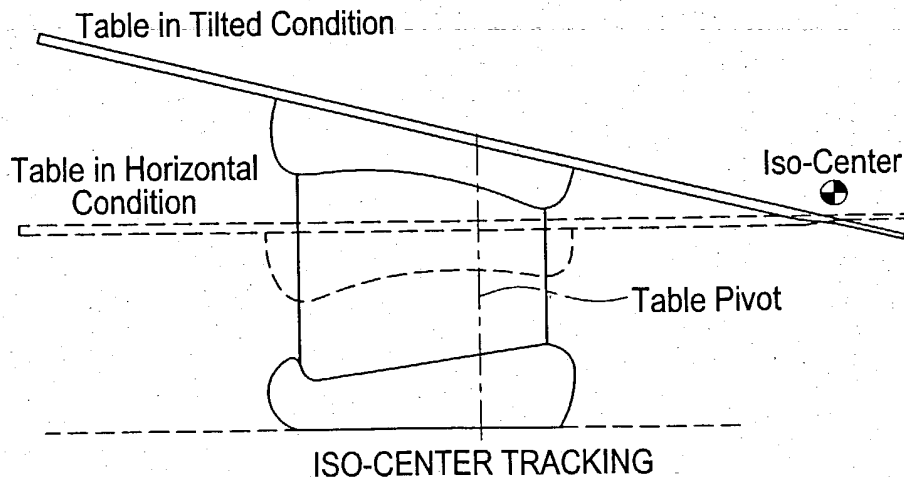 Table in Tilted Condition
Table in Horizontal
Condition
Iso-Center
Table Pivot
ISO-CENTER TRACKING